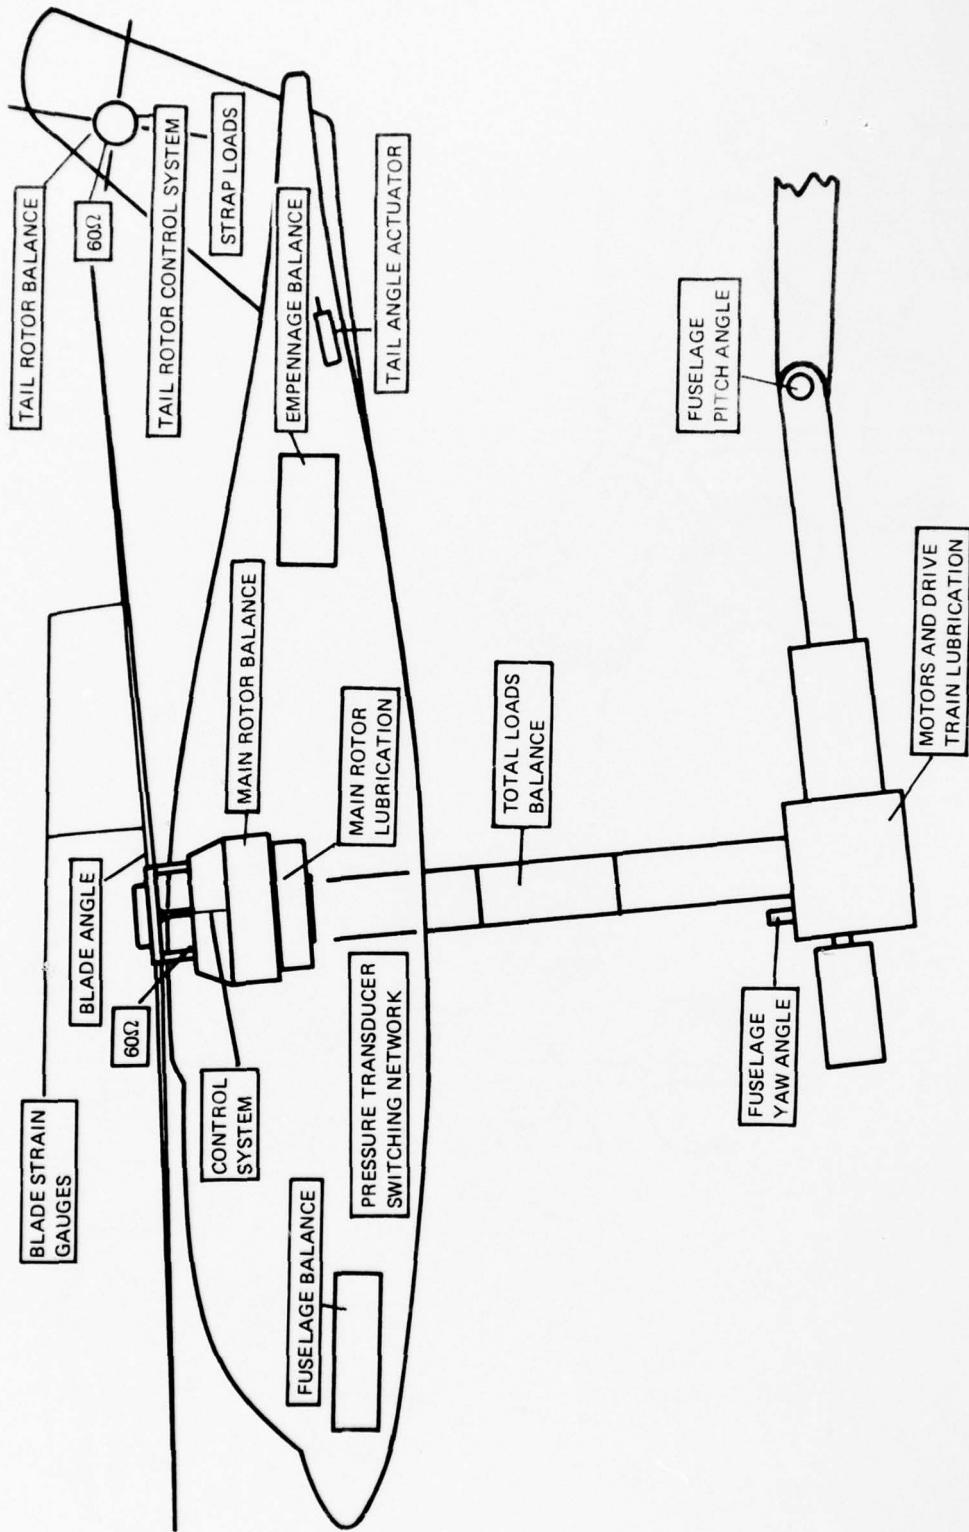 BLADE STRAIN
GAUGES
TAIL ROTOR BALANCE
BLADE ANGLE
60Ω
60Ω
TAIL ROTOR CONTROL SYSTEM
CONTROL
SYSTEM
STRAP LOADS
MAIN ROTOR BALANCE
EMPENNAGE BALANCE
FUSELAGE BALANCE
PRESSURE TRANSDUCER
SWITCHING NETWORK
MAIN ROTOR
LUBRICATION
TAIL ANGLE ACTUATOR
TOTAL LOADS
BALANCE
FUSELAGE
PITCH ANGLE
FUSELAGE
YAW ANGLE
MOTORS AND DRIVE
TRAIN LUBRICATION